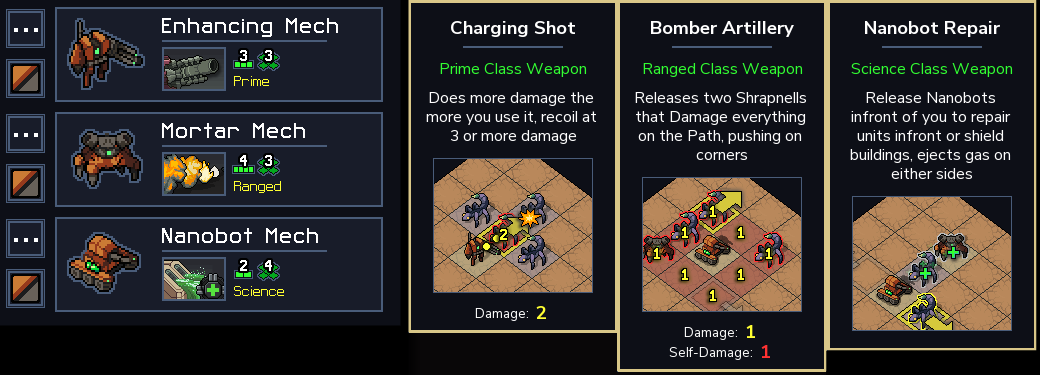 Enhancing Mech
3 3
Prime
Mortar Mech
4 3
Ranged
Nanobot Mech
2 4
Science
Charging Shot
Prime Class Weapon
Does more damage the
more you use it, recoil at
3 or more damage
2
Damage: 2
Bomber Artillery
Ranged Class Weapon
Releases two Shrapnells
that Damage everything
on the Path, pushing on
corners
1
1 1
1 1
1 1
1
Damage: 1
Self-Damage: 1
Nanobot Repair
Science Class Weapon
Release Nanobots
infront of you to repair
units infront or shield
buildings, ejects gas on
either sides